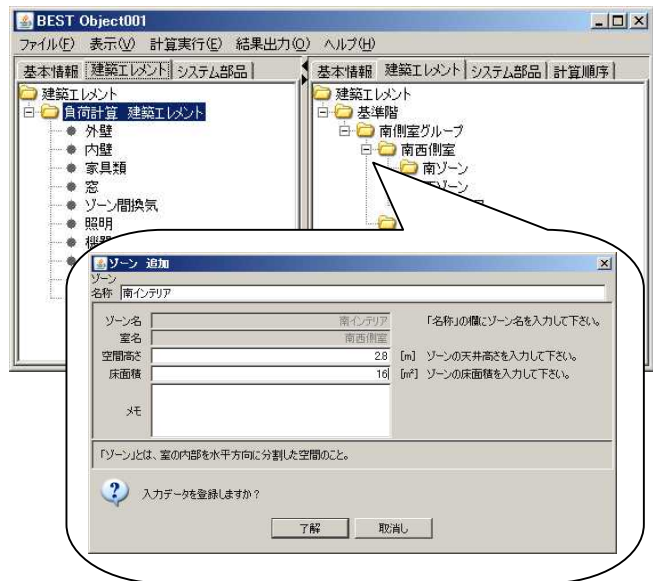 BEST Object001
ファイル(F) 表示(V) 計算実行(E) 結果出力(O) ヘルプ(H)
基本情報 建築エレメント システム部品
建築エレメント
負荷計算 建築エレメント
外壁
内壁
家具類
窓
ゾーン間換気
照明
基本情報 建築エレメント システム部品 計算順序
建築エレメント
基準階
南側室グループ
南西側室
南ゾーン
ゾーン 追加
ゾーン
名称 南インテリア
ゾーン名 南インテリア 「名称」の欄にゾーン名を入力して下さい。
室名 南西側室
空間高さ 2.8 [m] ゾーンの天井高さを入力して下さい。
床面積 16 [m²] ゾーンの床面積を入力して下さい。
メモ
「ゾーン」とは、室の内部を水平方向に分割した空間のこと。
入力データを登録しますか？
了解 取消し